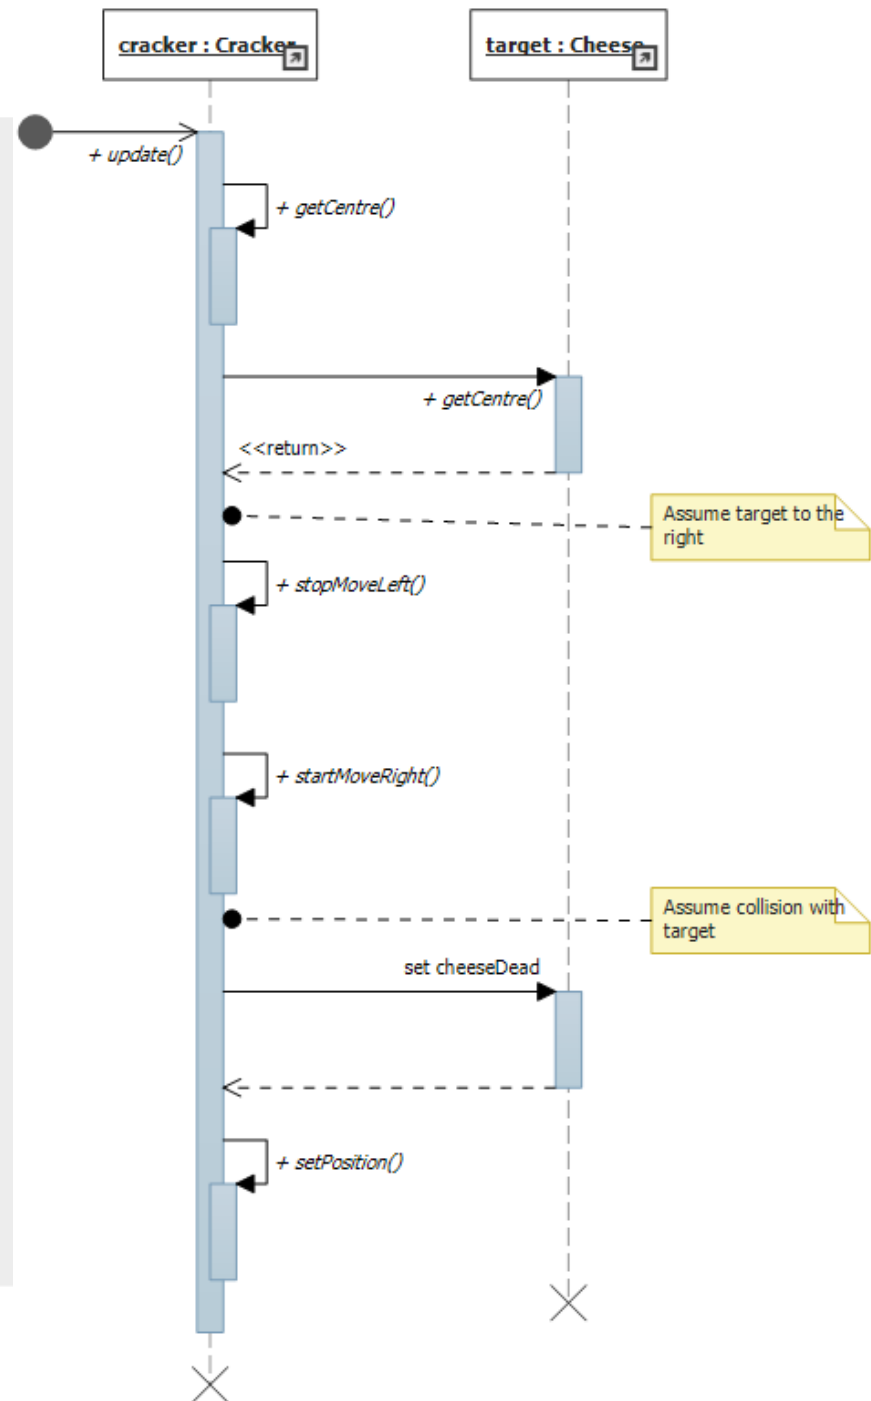 cracker : Cracker
target : Cheese
+ update()
+ getCentre()
+ getCentre()
<<return>>
Assume target to the
right
+ stopMoveLeft()
+ startMoveRight()
Assume collision with
target
set cheeseDead
+ setPosition()